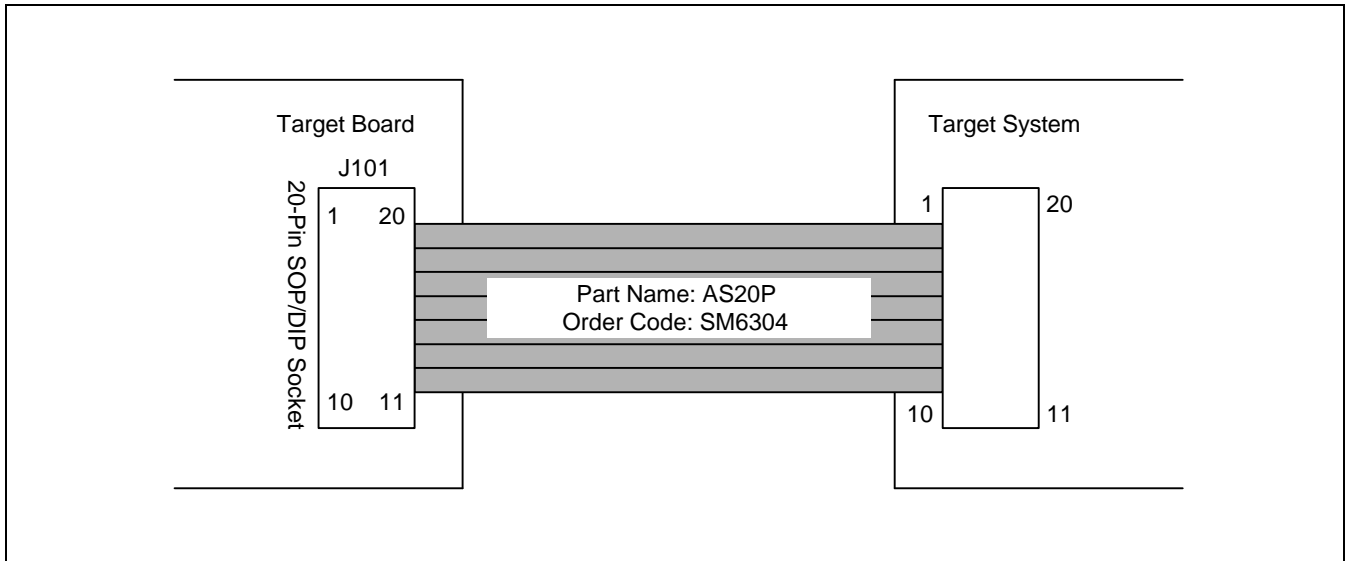 Target Board
J101
20-Pin SOP/DIP Socket
1 20
10 11
Part Name: AS20P
Order Code: SM6304
Target System
1 20
10 11